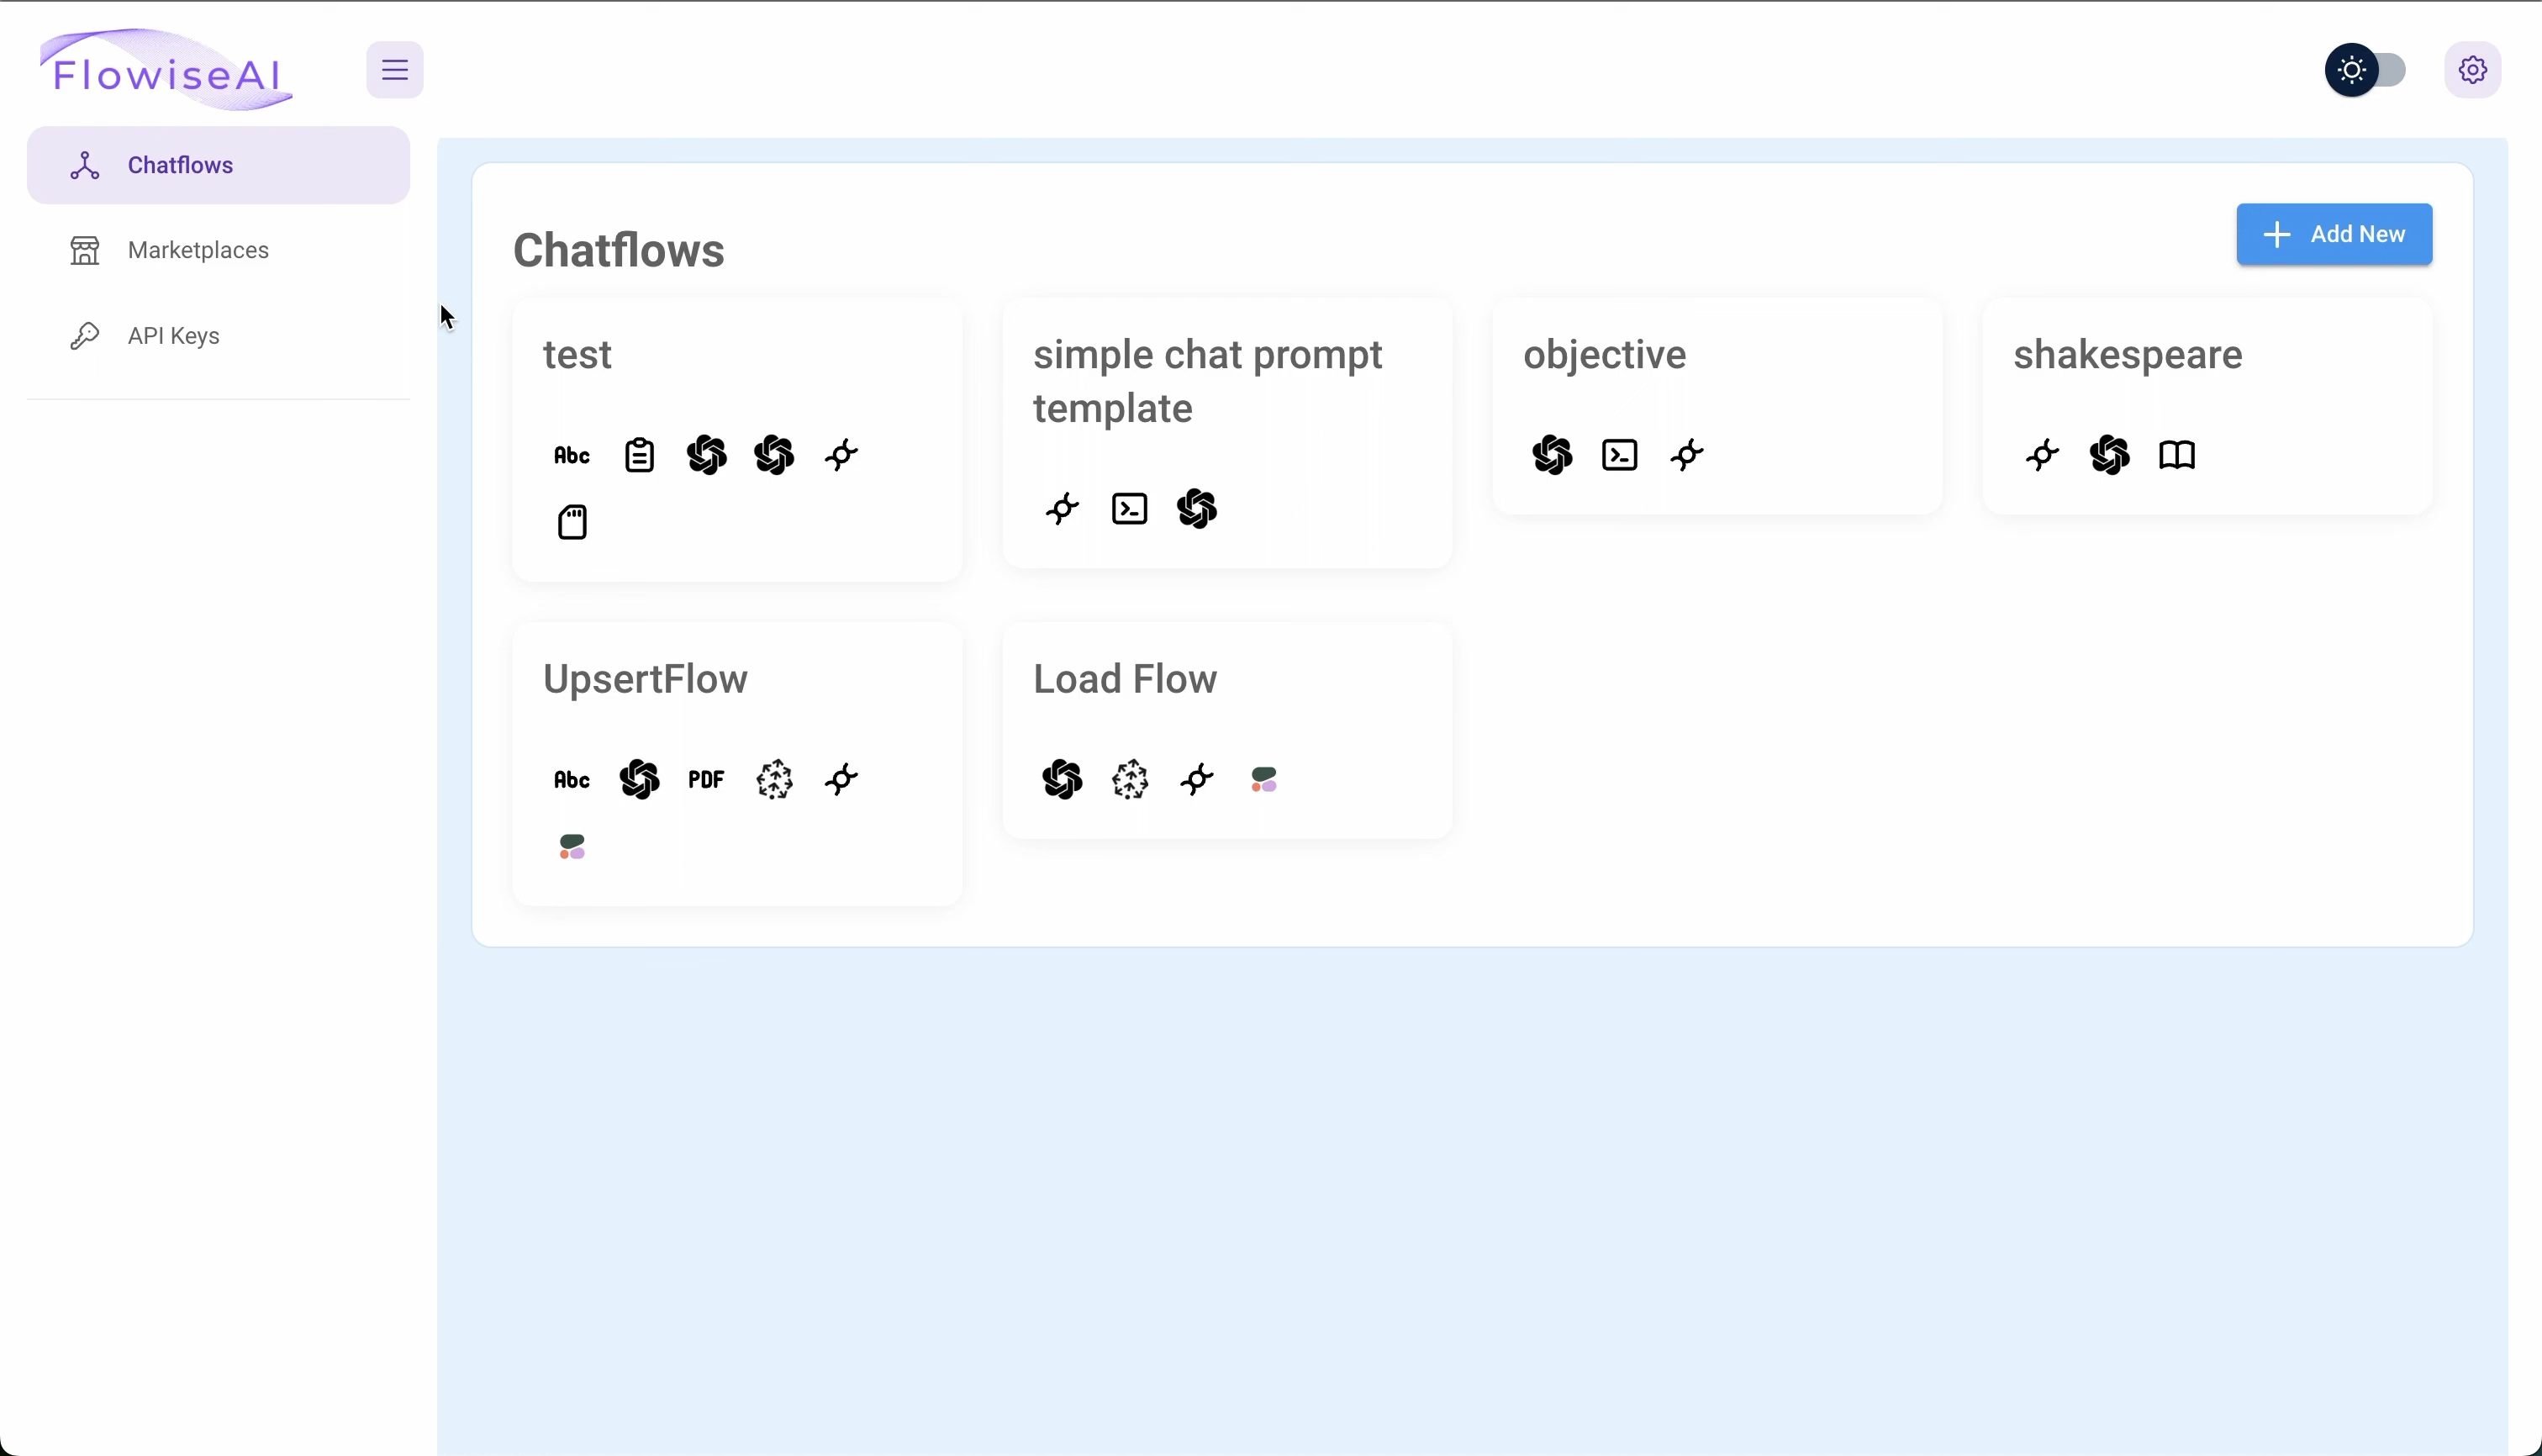 FlowiseAI
Chatflows
Marketplaces
API Keys
Chatflows
Add New
test
Abc
simple chat prompt
template
objective
shakespeare
UpsertFlow
Abc
PDF
Load Flow